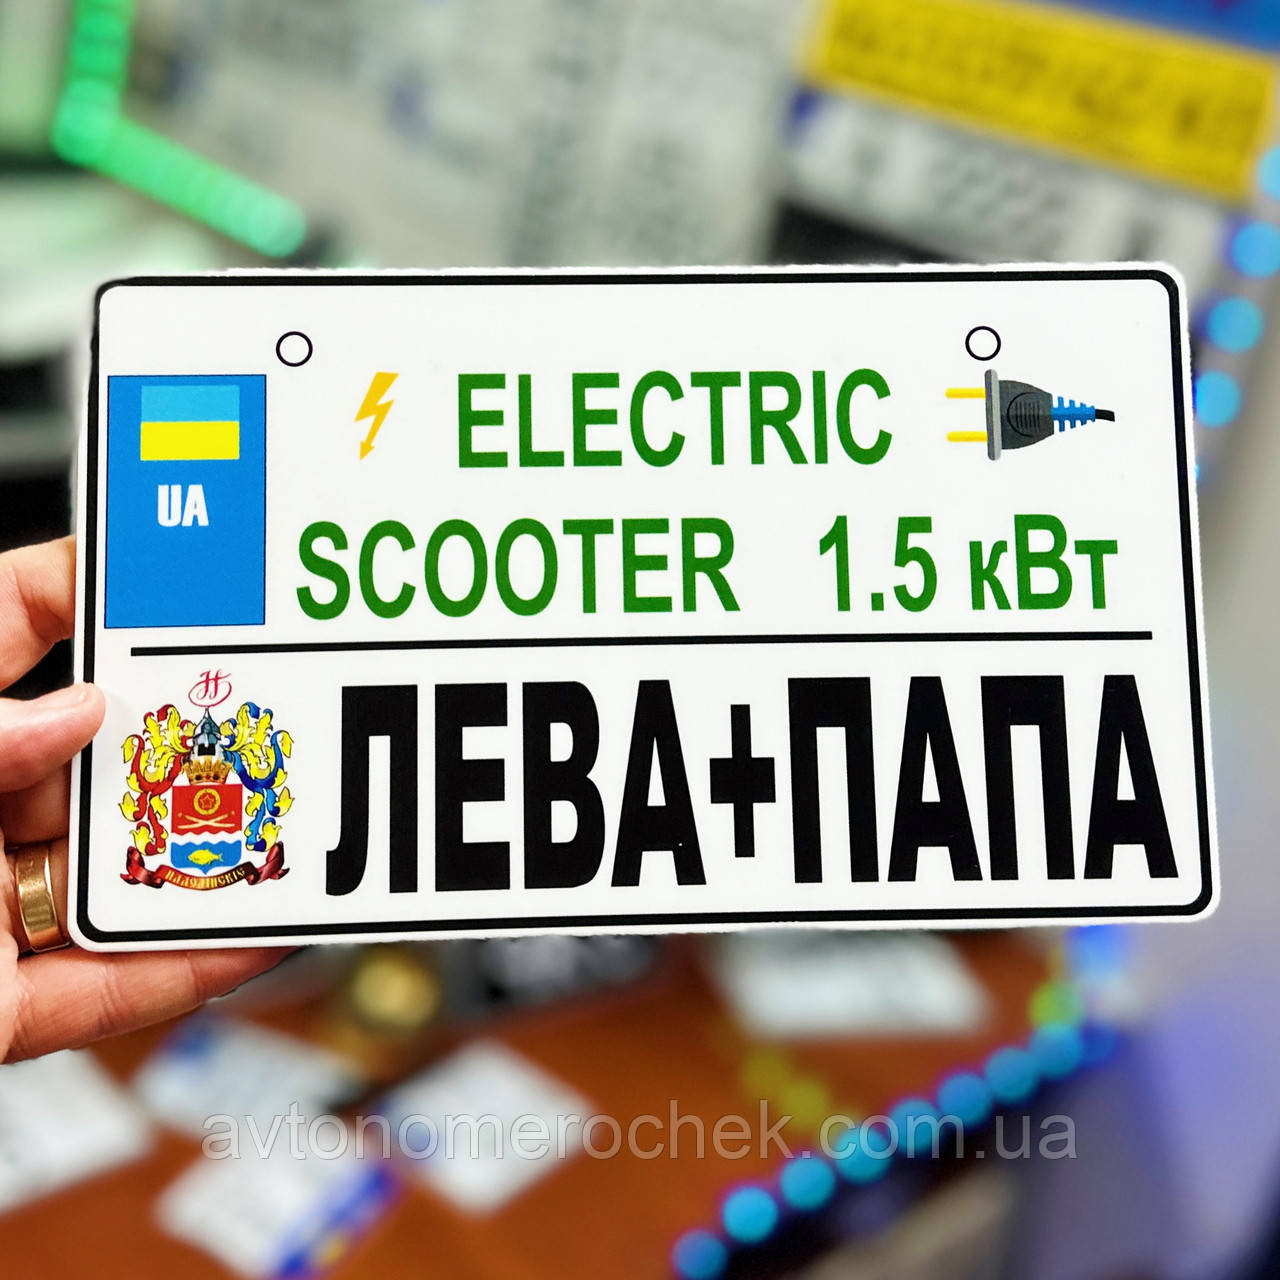 ELECTRIC
UA
SCOOTER 1.5 кВт
ЛЕВА+ПАПА
avtonomerochek.com.ua